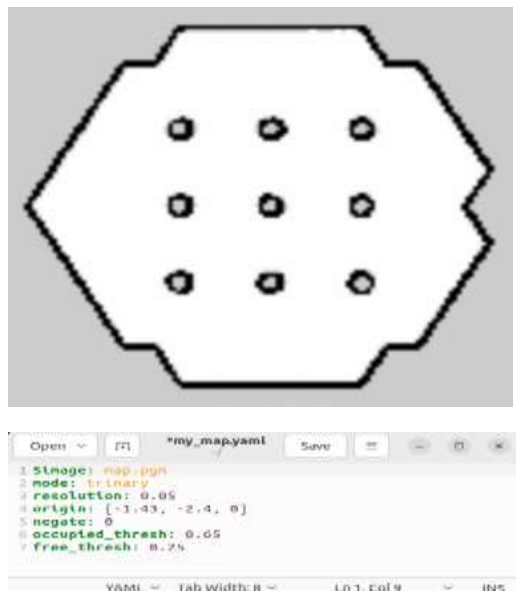 Open
*my_map.yaml
~/
Save
1 Simage: map.pgm
2 mode: trinary
3 resolution: 0.05
4 origin: [-1.43, -2.4, 0]
5 negate: 0
6 occupied_thresh: 0.65
7 free_thresh: 0.25
YAML Tab Width: 8 Ln 1, Col 9 INS